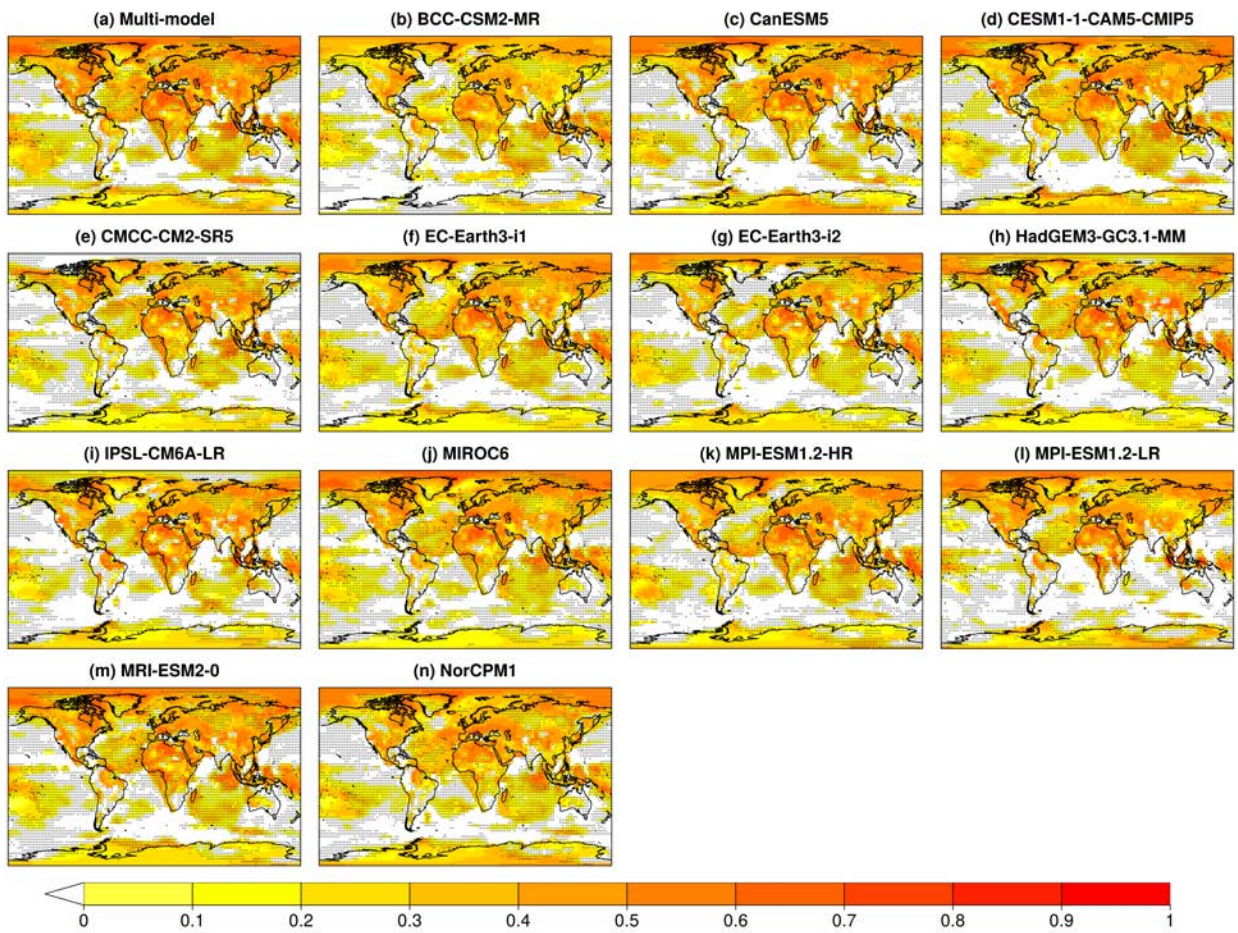 (a) Multi-model
(b) BCC-CSM2-MR
(c) CanESM5
(d) CESM1-1-CAM5-CMIP5
(e) CMCC-CM2-SR5
(f) EC-Earth3-i1
(g) EC-Earth3-i2
(h) HadGEM3-GC3.1-MM
(i) IPSL-CM6A-LR
(j) MIROC6
(k) MPI-ESM1.2-HR
(l) MPI-ESM1.2-LR
(m) MRI-ESM2-0
(n) NorCPM1
0 0.1 0.2 0.3 0.4 0.5 0.6 0.7 0.8 0.9 1